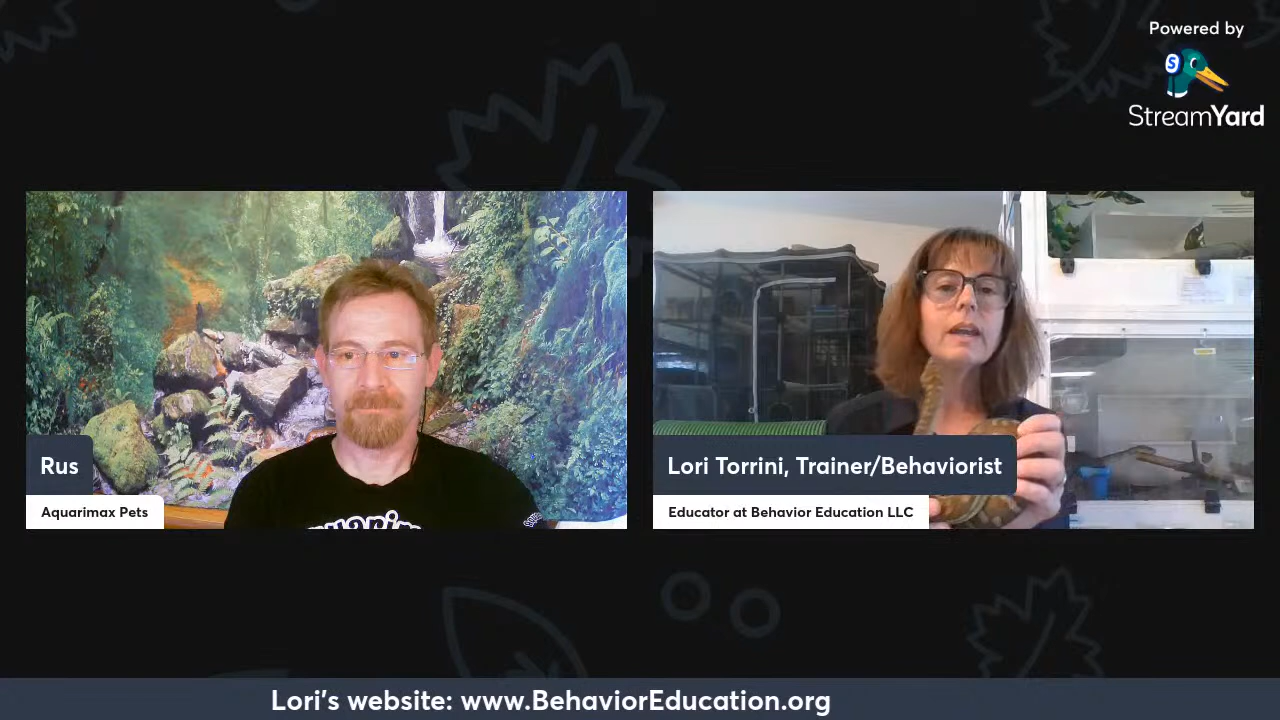 Powered by
S
StreamYard
Rus
Aquarimax Pets
Lori Torrini, Trainer/Behaviorist
Educator at Behavior Education LLC
Lori's website: www.BehaviorEducation.org